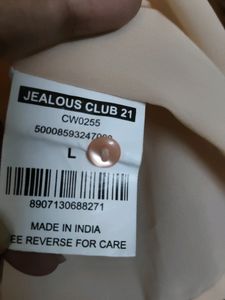 JEALOUS CLUB 21
CW0255
L
8907130688271
MADE IN INDIA
EE REVERSE FOR CARE